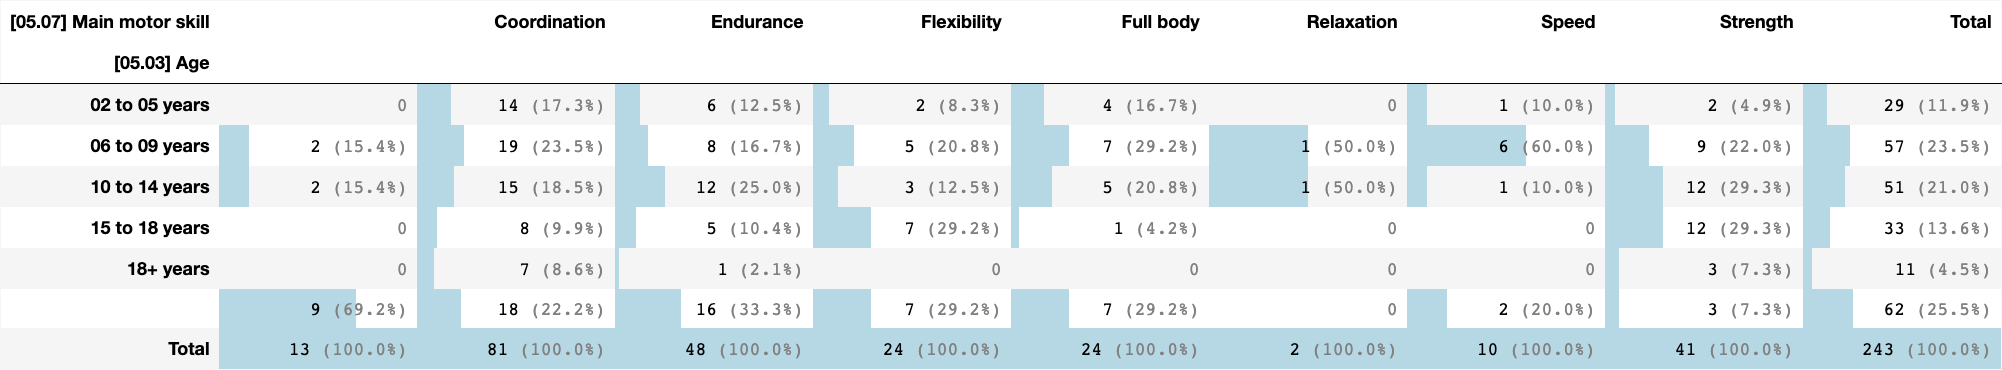 [05.07] Main motor skill Coordination Endurance Flexibility Full body Relaxation Speed Strength Total
[05.03] Age
02 to 05 years 0 14 (17.3%) 6 (12.5%) 2 (8.3%) 4 (16.7%) 0 1 (10.0%) 2 (4.9%) 29 (11.9%)
06 to 09 years 2 (15.4%) 19 (23.5%) 8 (16.7%) 5 (20.8%) 7 (29.2%) 1 (50.0%) 6 (60.0%) 9 (22.0%) 57 (23.5%)
10 to 14 years 2 (15.4%) 15 (18.5%) 12 (25.0%) 3 (12.5%) 5 (20.8%) 1 (50.0%) 1 (10.0%) 12 (29.3%) 51 (21.0%)
15 to 18 years 0 8 (9.9%) 5 (10.4%) 7 (29.2%) 1 (4.2%) 0 0 12 (29.3%) 33 (13.6%)
18+ years 0 7 (8.6%) 1 (2.1%) 0 0 0 0 3 (7.3%) 11 (4.5%)
9 (69.2%) 18 (22.2%) 16 (33.3%) 7 (29.2%) 7 (29.2%) 0 2 (20.0%) 3 (7.3%) 62 (25.5%)
Total 13 (100.0%) 81 (100.0%) 48 (100.0%) 24 (100.0%) 24 (100.0%) 2 (100.0%) 10 (100.0%) 41 (100.0%) 243 (100.0%)